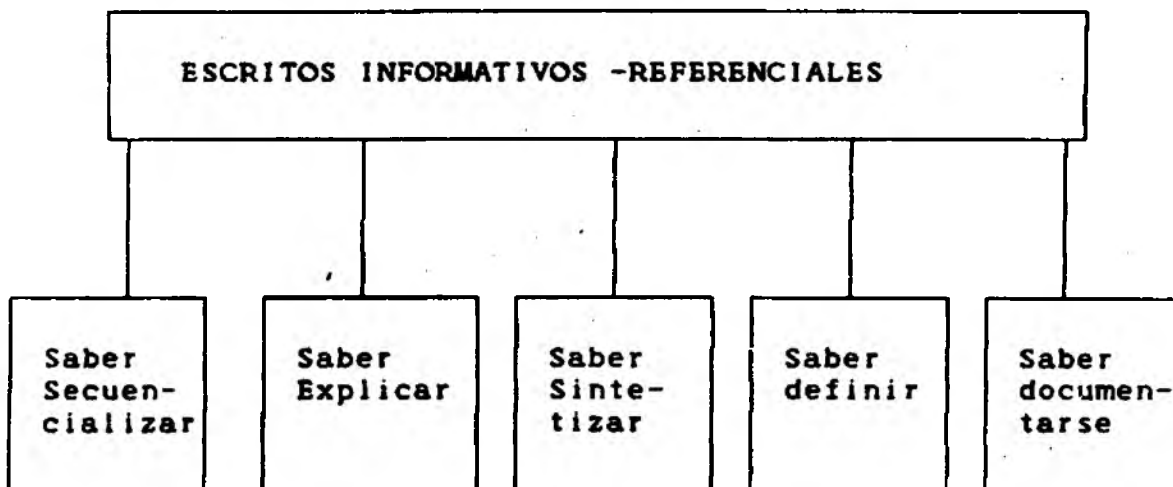 ESCRITOS INFORMATIVOS -REFERENCIALES
Saber
Secuen-
cializar
Saber
Explicar
Saber
Sinte-
tizar
Saber
definir
Saber
documen-
tarse